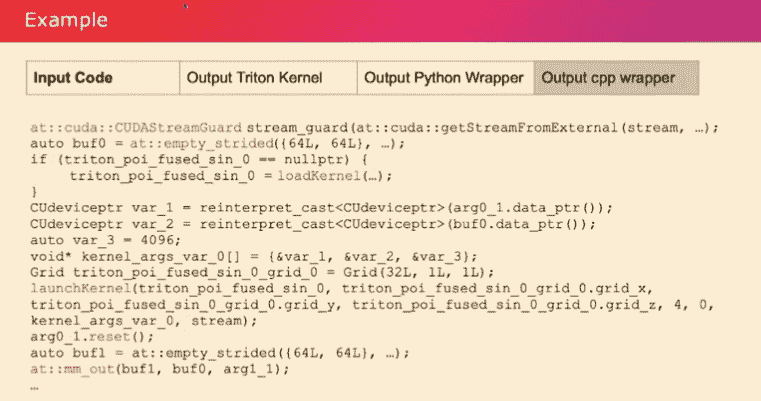 Example
Input Code
Output Triton Kernel
Output Python Wrapper
Output cpp wrapper
at::cuda::CUDAStreamGuard stream_guard(at::cuda::getStreamFromExternal(stream, …);
auto buf0 = at::empty_strided({64L, 64L}, …);
if (triton_poi_fused_sin_0 == nullptr) {
triton_poi_fused_sin_0 = loadKernel(…);
}
CUdeviceptr var_1 = reinterpret_cast<CUdeviceptr>(arg0_1.data_ptr());
CUdeviceptr var_2 = reinterpret_cast<CUdeviceptr>(buf0.data_ptr());
auto var_3 = 4096;
void* kernel_args_var_0[] = {&var_1, &var_2, &var_3};
Grid triton_poi_fused_sin_0_grid_0 = Grid(32L, 1L, 1L);
launchKernel(triton_poi_fused_sin_0, triton_poi_fused_sin_0_grid_0.grid_x,
triton_poi_fused_sin_0_grid_0.grid_y, triton_poi_fused_sin_0_grid_0.grid_z, 4, 0,
kernel_args_var_0, stream);
arg0_1.reset();
auto buf1 = at::empty_strided({64L, 64L}, …);
at::mm_out(buf1, buf0, arg1_1);
…